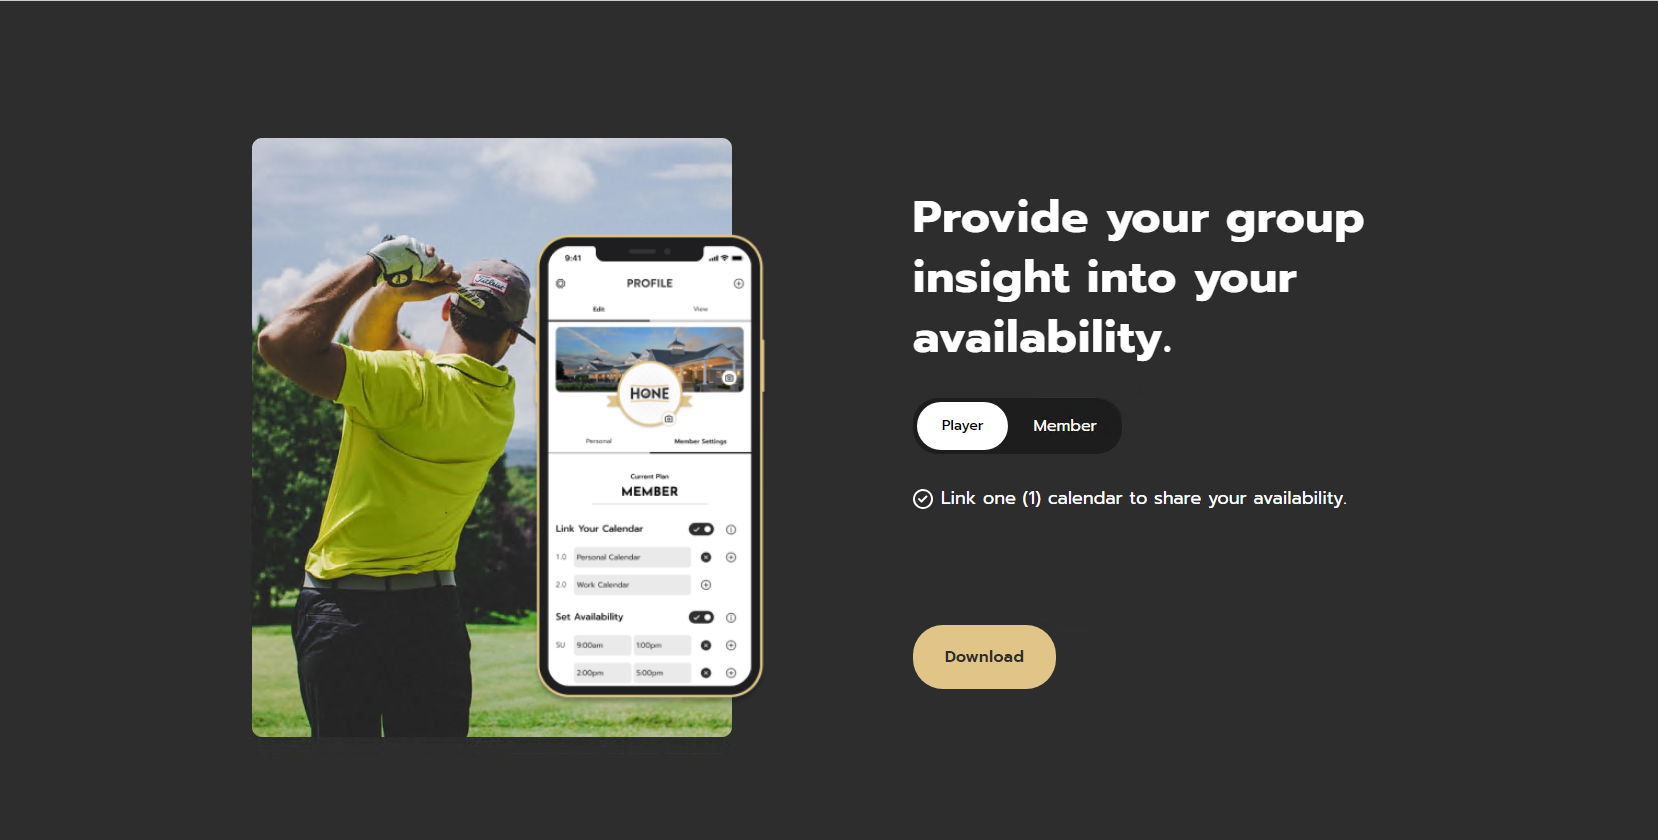 Provide your group
insight into your
availability.
Player Member
Link one (1) calendar to share your availability.
Download
Titleist
9:41
PROFILE
Edit View
HONE
Personal Member Settings
Current Plan
MEMBER
Link Your Calendar
1.0 Personal Calendar
2.0 Work Calendar
Set Availability
SU 9:00am 1:00pm
2:00pm 5:00pm